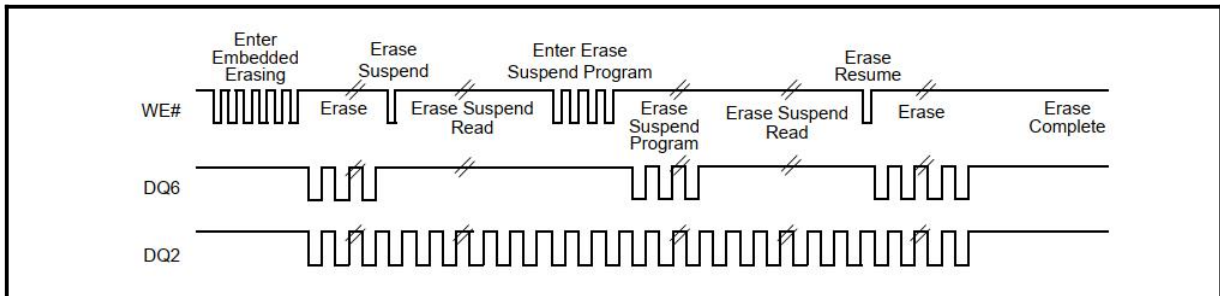 Enter
Embedded
Erasing
Erase
Suspend
Enter Erase
Suspend Program
Erase
Resume
WE#
Erase
Erase Suspend
Read
Erase
Suspend
Program
Erase Suspend
Read
Erase
Erase
Complete
DQ6
DQ2